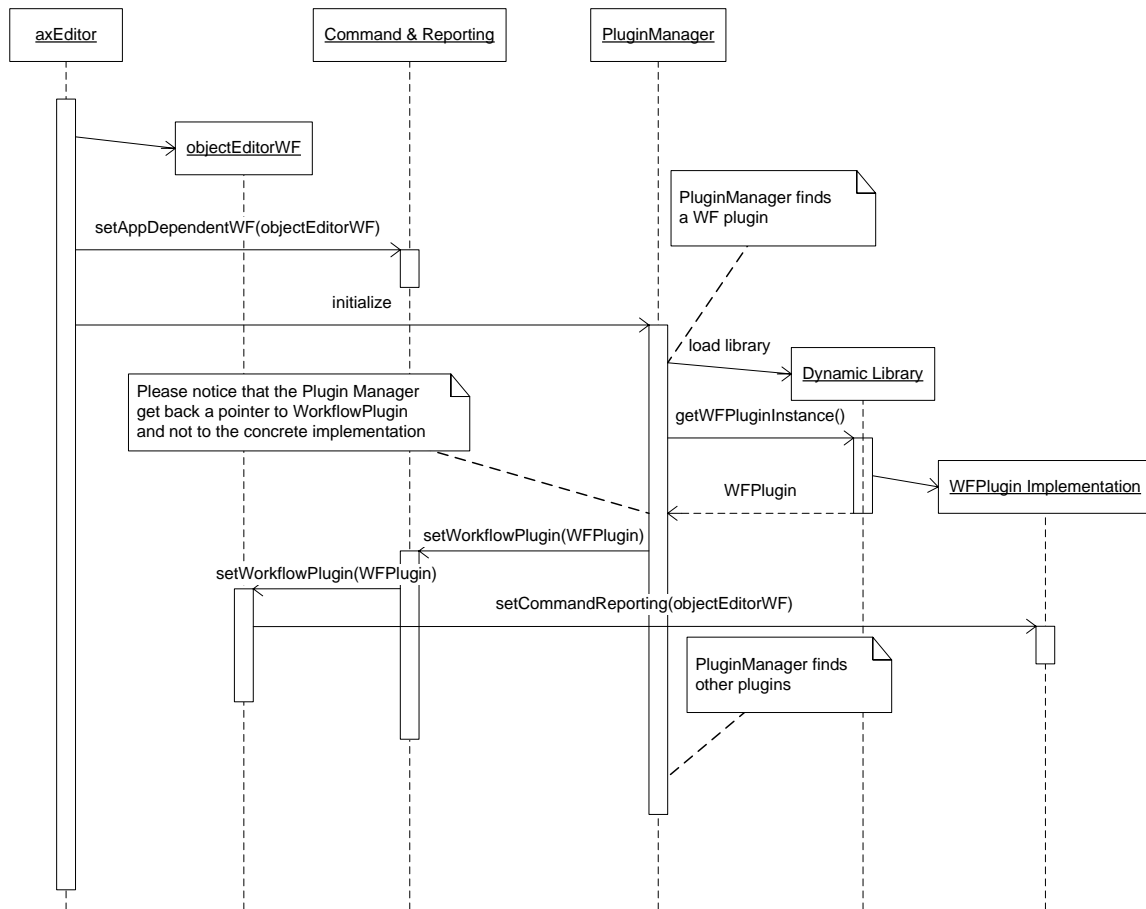 axEditor
Command & Reporting
PluginManager
objectEditorWF
PluginManager finds
a WF plugin
setAppDependentWF(objectEditorWF)
initialize
load library
Dynamic Library
Please notice that the Plugin Manager
get back a pointer to WorkflowPlugin
and not to the concrete implementation
getWFPluginInstance()
WFPlugin Implementation
WFPlugin
setWorkflowPlugin(WFPlugin)
setWorkflowPlugin(WFPlugin)
setCommandReporting(objectEditorWF)
PluginManager finds
other plugins